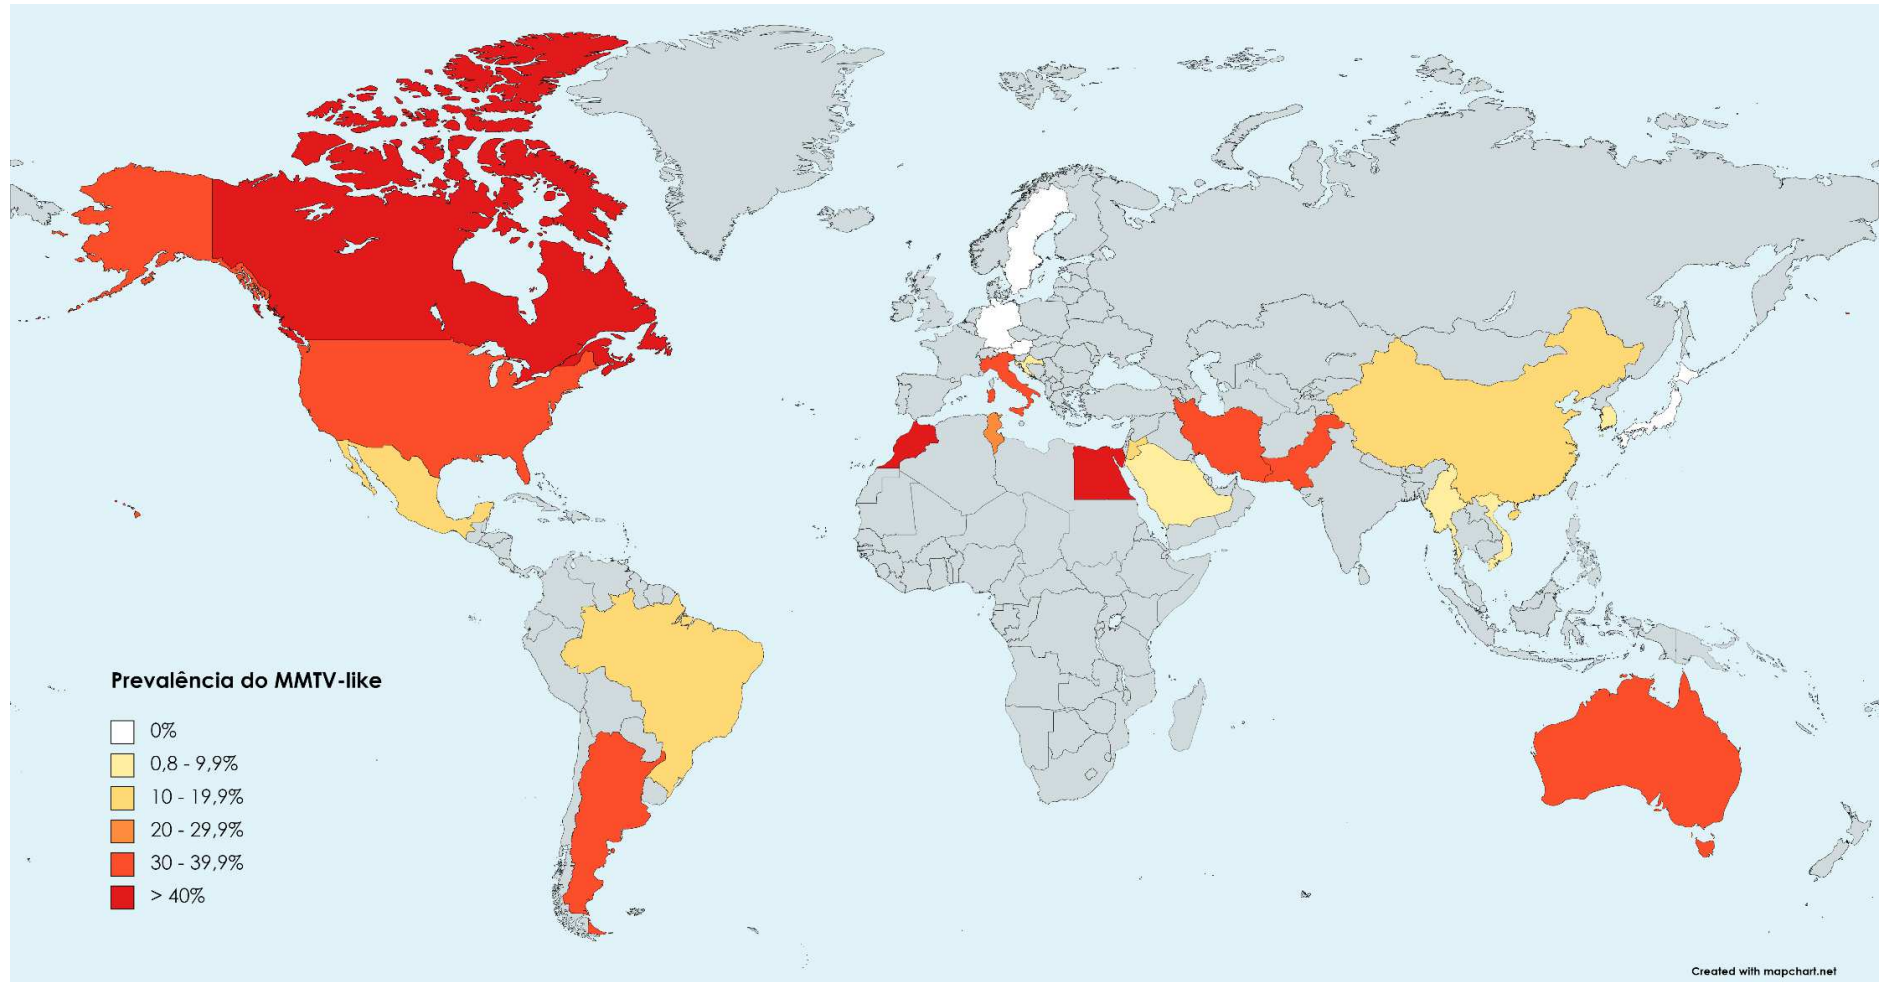 Prevalência do MMTV-like
0%
0,8 - 9,9%
10 - 19,9%
20 - 29,9%
30 - 39,9%
> 40%
Created with mapchart.net